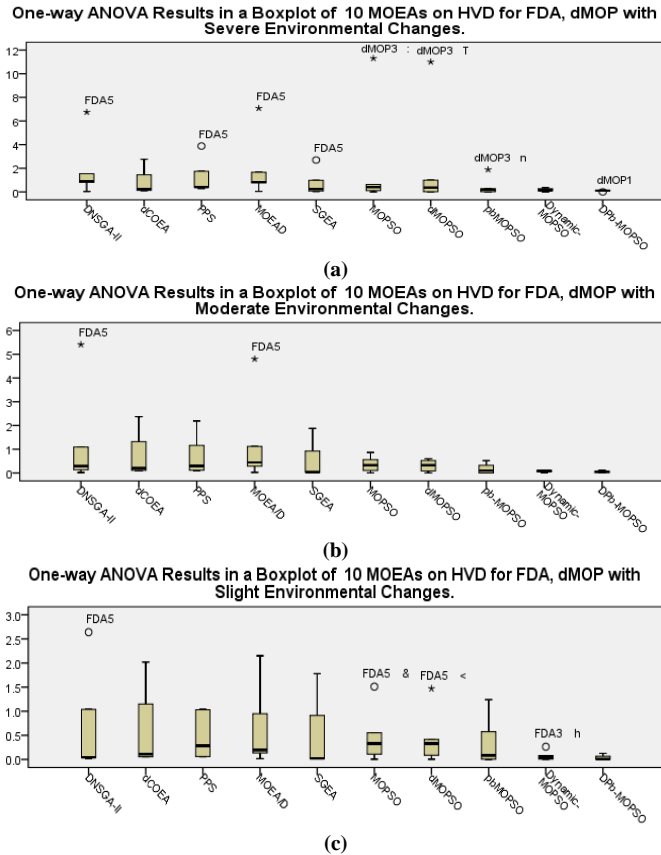 One-way ANOVA Results in a Boxplot of 10 MOEAs on HVD for FDA, dMOP with
Severe Environmental Changes.
12
10
8
6
4
2
0
FDA5
FDA5
FDA5
FDA5
dMOP3 : dMOP3 T
dMOP3 n
dMOP1
DNSGA-II
dCOEA
PPS
MOEAD
SGEA
MOPSO
dMOPSO
pbMOPSO
Dynamic-
MOPSO
DPb-MOPSO
(a)
One-way ANOVA Results in a Boxplot of 10 MOEAs on HVD for FDA, dMOP with
Moderate Environmental Changes.
6
5
4
3
2
1
0
FDA5
FDA5
DNSGA-II
dCOEA
PPS
MOEA/D
SGEA
MOPSO
dMOPSO
pb-MOPSO
Dynamic-
MOPSO
DPb-MOPSO
(b)
One-way ANOVA Results in a Boxplot of 10 MOEAs on HVD for FDA, dMOP with
Slight Environmental Changes.
3.0
2.5
2.0
1.5
1.0
0.5
0.0
FDA5
FDA5 & FDA5 <
FDA3 h
DNSGA-II
dCOEA
PPS
MOEA/D
SGEA
MOPSO
dMOPSO
pbMOPSO
Dynamic-
MOPSO
DPb-MOPSO
(c)